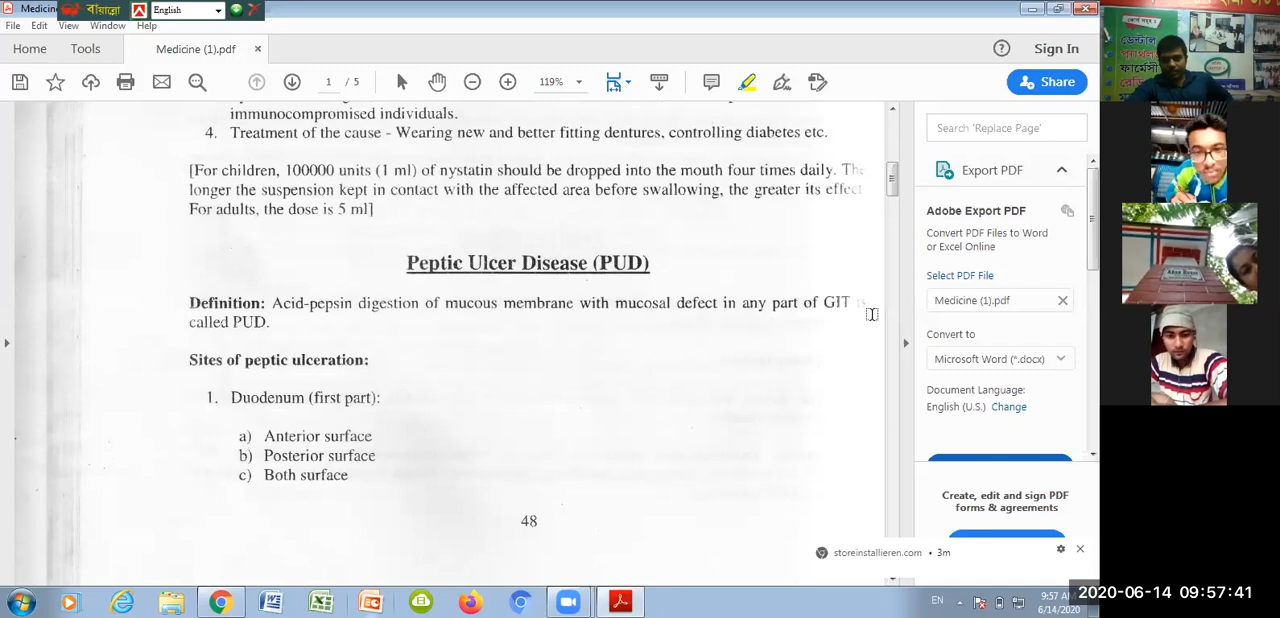 Medicin
বায়ান্নো
English
File Edit View Window Help
Home Tools Medicine (1).pdf × Sign In
1 / 5 119% Share
immunocompromised individuals.
4. Treatment of the cause - Wearing new and better fitting dentures, controlling diabetes etc.
[For children, 100000 units (1 ml) of nystatin should be dropped into the mouth four times daily. The
longer the suspension kept in contact with the affected area before swallowing, the greater its effect
For adults, the dose is 5 ml]
Peptic Ulcer Disease (PUD)
Definition: Acid-pepsin digestion of mucous membrane with mucosal defect in any part of GIT is
called PUD.
Sites of peptic ulceration:
1. Duodenum (first part):
a) Anterior surface
b) Posterior surface
c) Both surface
48
Search 'Replace Page'
Export PDF
Adobe Export PDF
Convert PDF Files to Word
or Excel Online
Select PDF File
Medicine (1).pdf
Convert to
Microsoft Word (*.docx)
Document Language:
English (U.S.) Change
Create, edit and sign PDF
forms & agreements
storeinstallieren.com • 3m
EN
9:57 AM
6/14/2020
2020-06-14 09:57:41
ডেন্টাল
ফার্মেসী